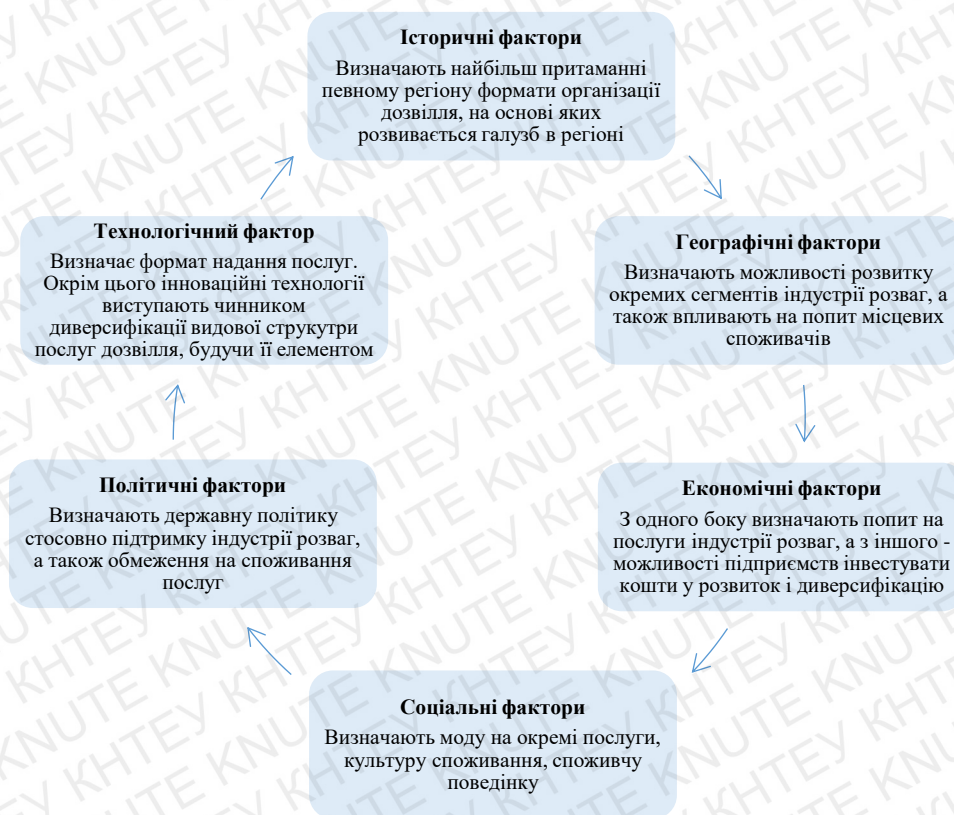 Історичні фактори
Визначають найбільш притаманні
певному регіону формати організації
дозвілля, на основі яких
розвивається галузб в регіоні
Технологічний фактор
Визначає формат надання послуг.
Окрім цього інноваційні технології
виступають чинником
диверсифікації видової струкутри
послуг дозвілля, будучи її елементом
Географічні фактори
Визначають можливості розвитку
окремих сегментів індустрії розваг, а
також впливають на попит місцевих
споживачів
Політичні фактори
Визначають державну політику
стосовно підтримку індустрії розваг,
а також обмеження на споживання
послуг
Економічні фактори
З одного боку визначають попит на
послуги індустрії розваг, а з іншого -
можливості підприємств інвестувати
кошти у розвиток і диверсифікацію
Соціальні фактори
Визначають моду на окремі послуги,
культуру споживання, споживчу
поведінку